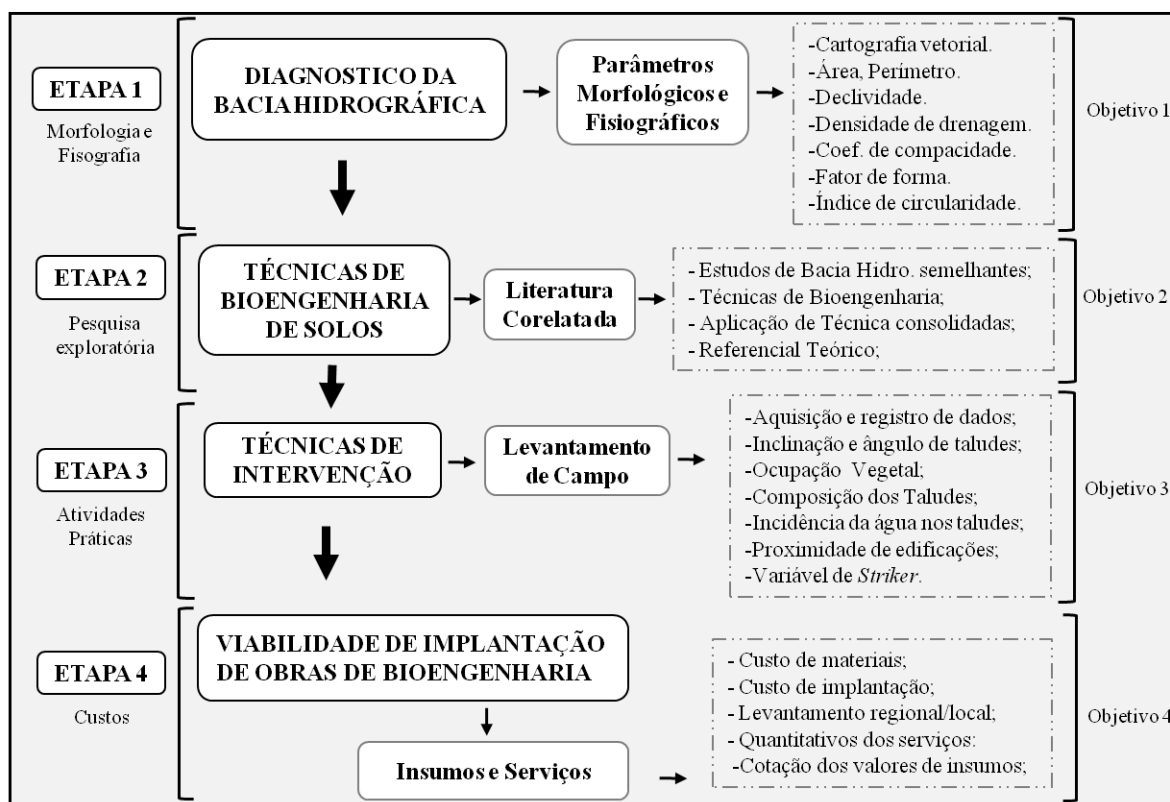 ETAPA 1
Morfologia e
Fisografia
DIAGNOSTICO DA
BACIA HIDROGRÁFICA
Parâmetros
Morfológicos e
Fisiográficos
-Cartografia vetorial.
-Área, Perímetro.
-Declividade.
-Densidade de drenagem.
-Coef. de compacidade.
-Fator de forma.
-Índice de circularidade.
Objetivo 1
ETAPA 2
Pesquisa
exploratória
TÉCNICAS DE
BIOENGENHARIA
DE SOLOS
Literatura
Corelatada
- Estudos de Bacia Hidro. semelhantes;
- Técnicas de Bioengenharia;
- Aplicação de Técnica consolidadas;
- Referencial Teórico;
Objetivo 2
ETAPA 3
Atividades
Práticas
TÉCNICAS DE
INTERVENÇÃO
Levantamento
de Campo
-Aquisição e registro de dados;
-Inclinação e ângulo de taludes;
-Ocupação Vegetal;
-Composição dos Taludes;
-Incidência da água nos taludes;
-Proximidade de edificações;
-Variável de Striker.
Objetivo 3
ETAPA 4
Custos
VIABILIDADE DE IMPLANTAÇÃO
DE OBRAS DE BIOENGENHARIA
Insumos e Serviços
- Custo de materiais;
- Custo de implantação;
- Levantamento regional/local;
- Quantitativos dos serviços:
-Cotação dos valores de insumos;
Objetivo 4